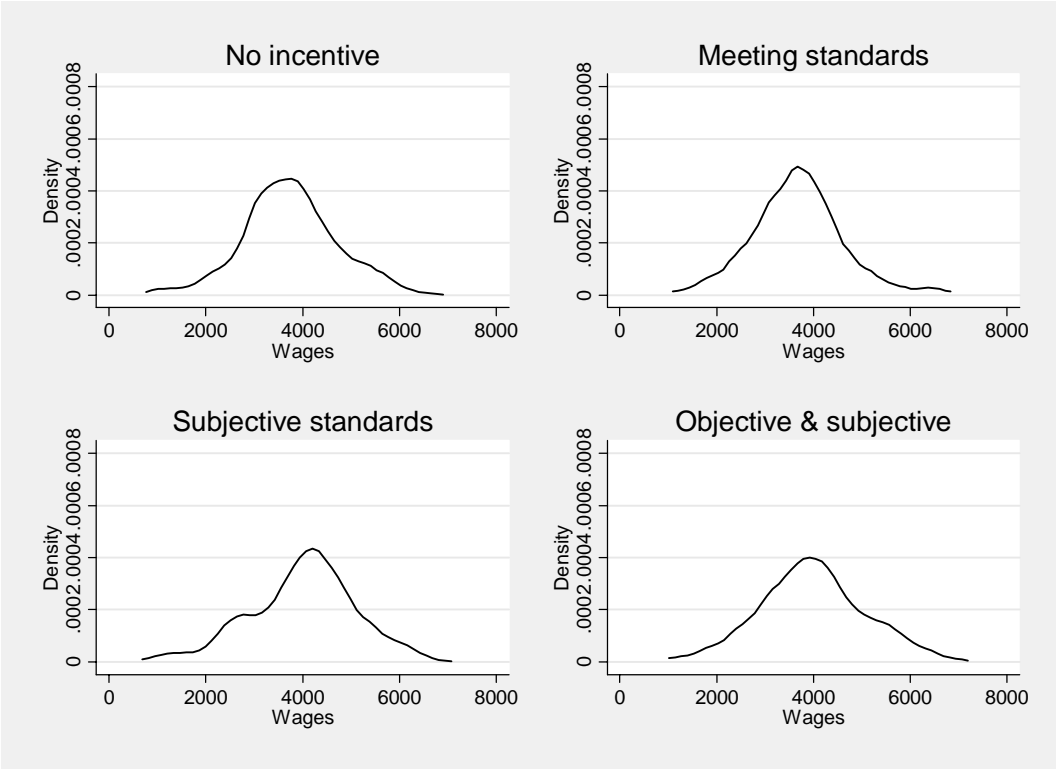 No incentive
Density
0 .0002 .0004 .0006 .0008
0 2000 4000 6000 8000
Wages
Meeting standards
Density
0 .0002 .0004 .0006 .0008
0 2000 4000 6000 8000
Wages
Subjective standards
Density
0 .0002 .0004 .0006 .0008
0 2000 4000 6000 8000
Wages
Objective & subjective
Density
0 .0002 .0004 .0006 .0008
0 2000 4000 6000 8000
Wages